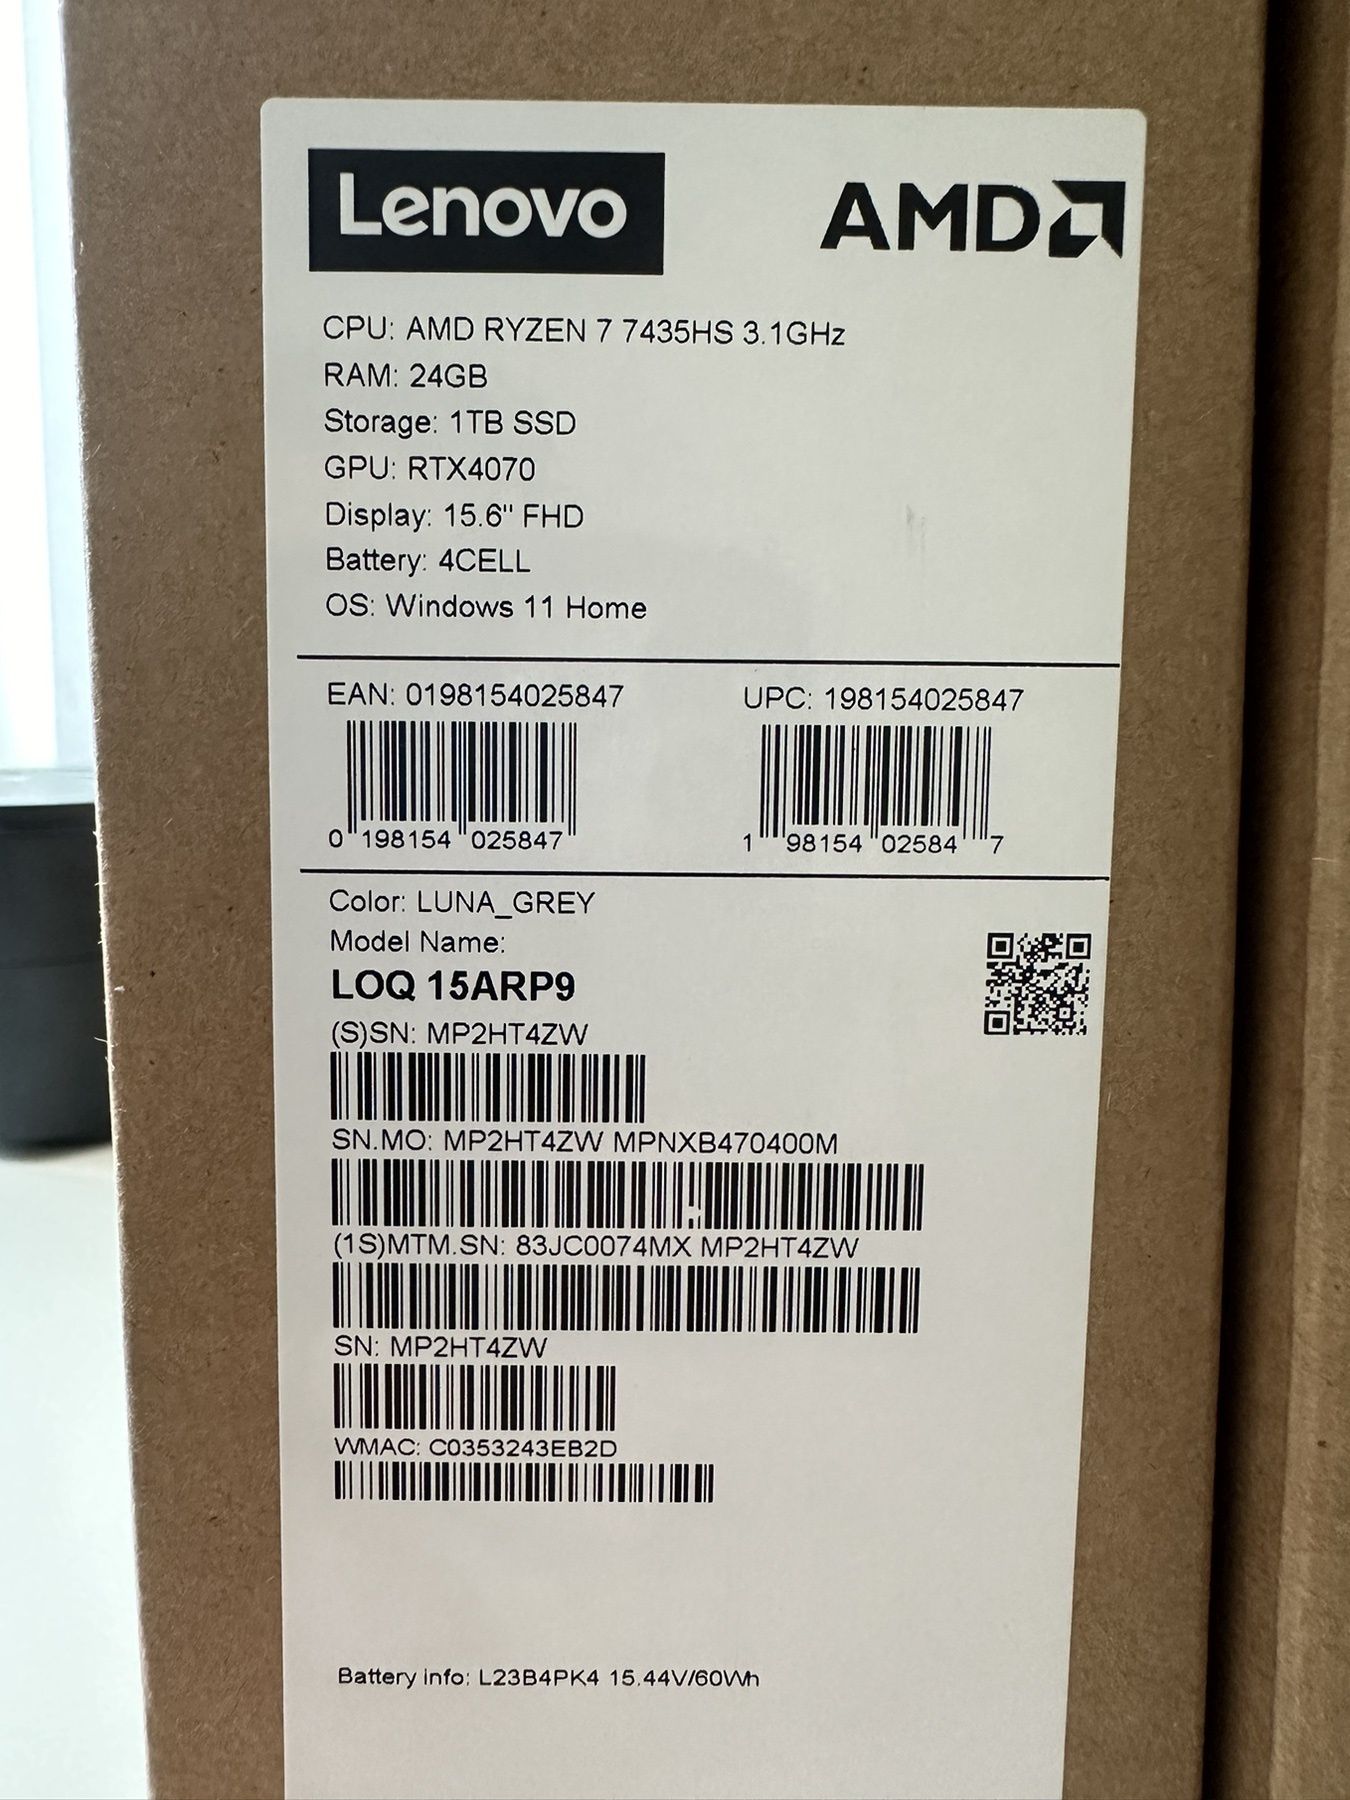 Lenovo AMD
CPU: AMD RYZEN 7 7435HS 3.1GHz
RAM: 24GB
Storage: 1TB SSD
GPU: RTX4070
Display: 15.6" FHD
Battery: 4CELL
OS: Windows 11 Home
EAN: 0198154025847 UPC: 198154025847
0 198154 025847 1 98154 02584 7
Color: LUNA_GREY
Model Name:
LOQ 15ARP9
(S)SN: MP2HT4ZW
SN.MO: MP2HT4ZW MPNXB470400M
(1S)MTM.SN: 83JC0074MX MP2HT4ZW
SN: MP2HT4ZW
WMAC: C0353243EB2D
Battery info: L23B4PK4 15.44V/60Wh